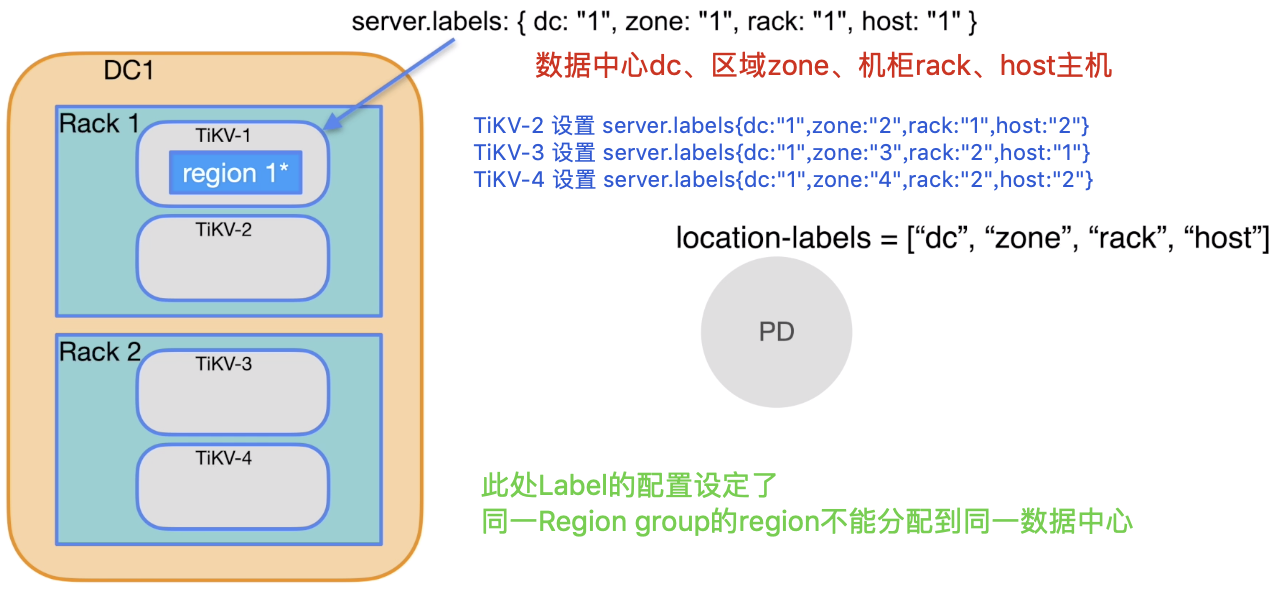 server.labels: { dc: "1", zone: "1", rack: "1", host: "1" }
数据中心dc、区域zone、机柜rack、host主机
DC1
Rack 1
TiKV-1
region 1*
TiKV-2
TiKV-2 设置 server.labels{dc:"1",zone:"2",rack:"1",host:"2"}
TiKV-3 设置 server.labels{dc:"1",zone:"3",rack:"2",host:"1"}
TiKV-4 设置 server.labels{dc:"1",zone:"4",rack:"2",host:"2"}
location-labels = [“dc”, “zone”, “rack”, “host”]
PD
Rack 2
TiKV-3
TiKV-4
此处Label的配置设定了
同一Region group的region不能分配到同一数据中心